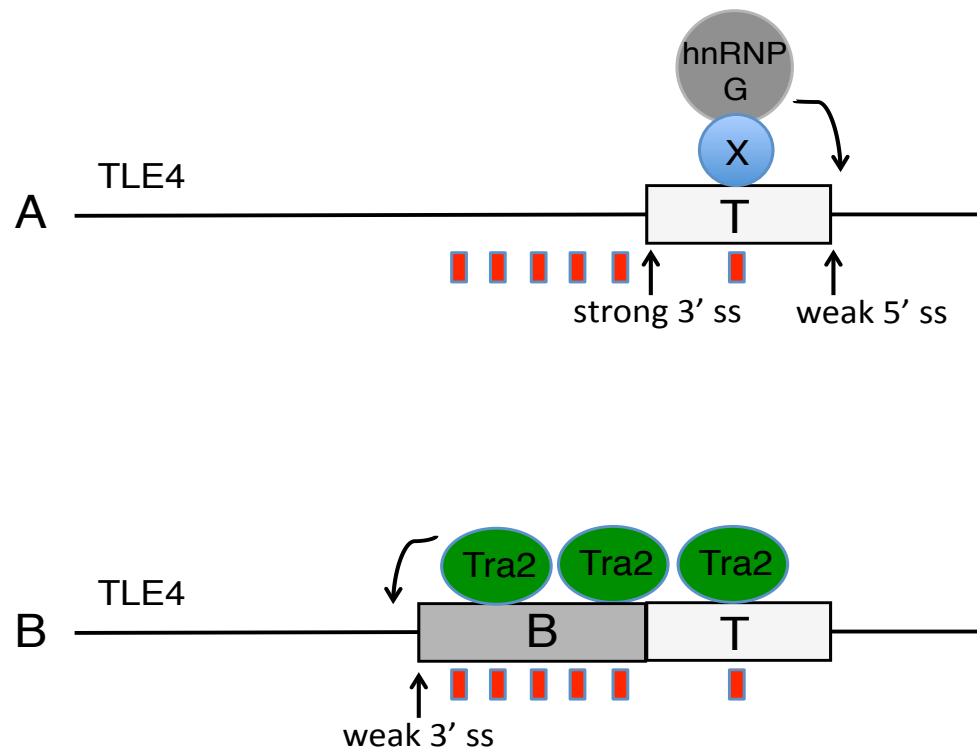 hnRNP
G
X
TLE4
A
T
strong 3’ ss
weak 5’ ss
Tra2 Tra2 Tra2
TLE4
B
B
T
weak 3’ ss